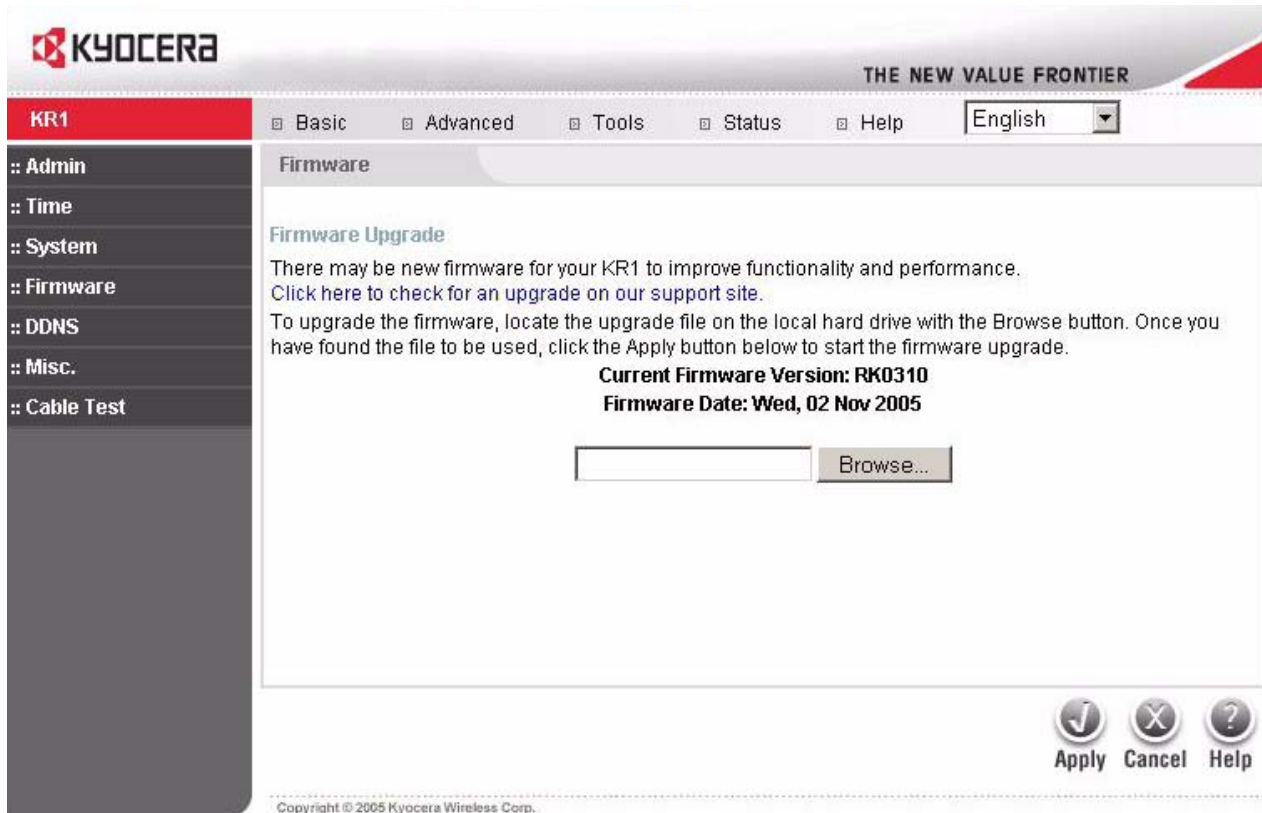 KYOCERA
THE NEW VALUE FRONTIER
KR1
Basic Advanced Tools Status Help English
:: Admin
:: Time
:: System
:: Firmware
:: DDNS
:: Misc.
:: Cable Test
Firmware
Firmware Upgrade
There may be new firmware for your KR1 to improve functionality and performance.
Click here to check for an upgrade on our support site.
To upgrade the firmware, locate the upgrade file on the local hard drive with the Browse button. Once you
have found the file to be used, click the Apply button below to start the firmware upgrade.
Current Firmware Version: RK0310
Firmware Date: Wed, 02 Nov 2005
Browse...
Apply Cancel Help
Copyright © 2005 Kyocera Wireless Corp.